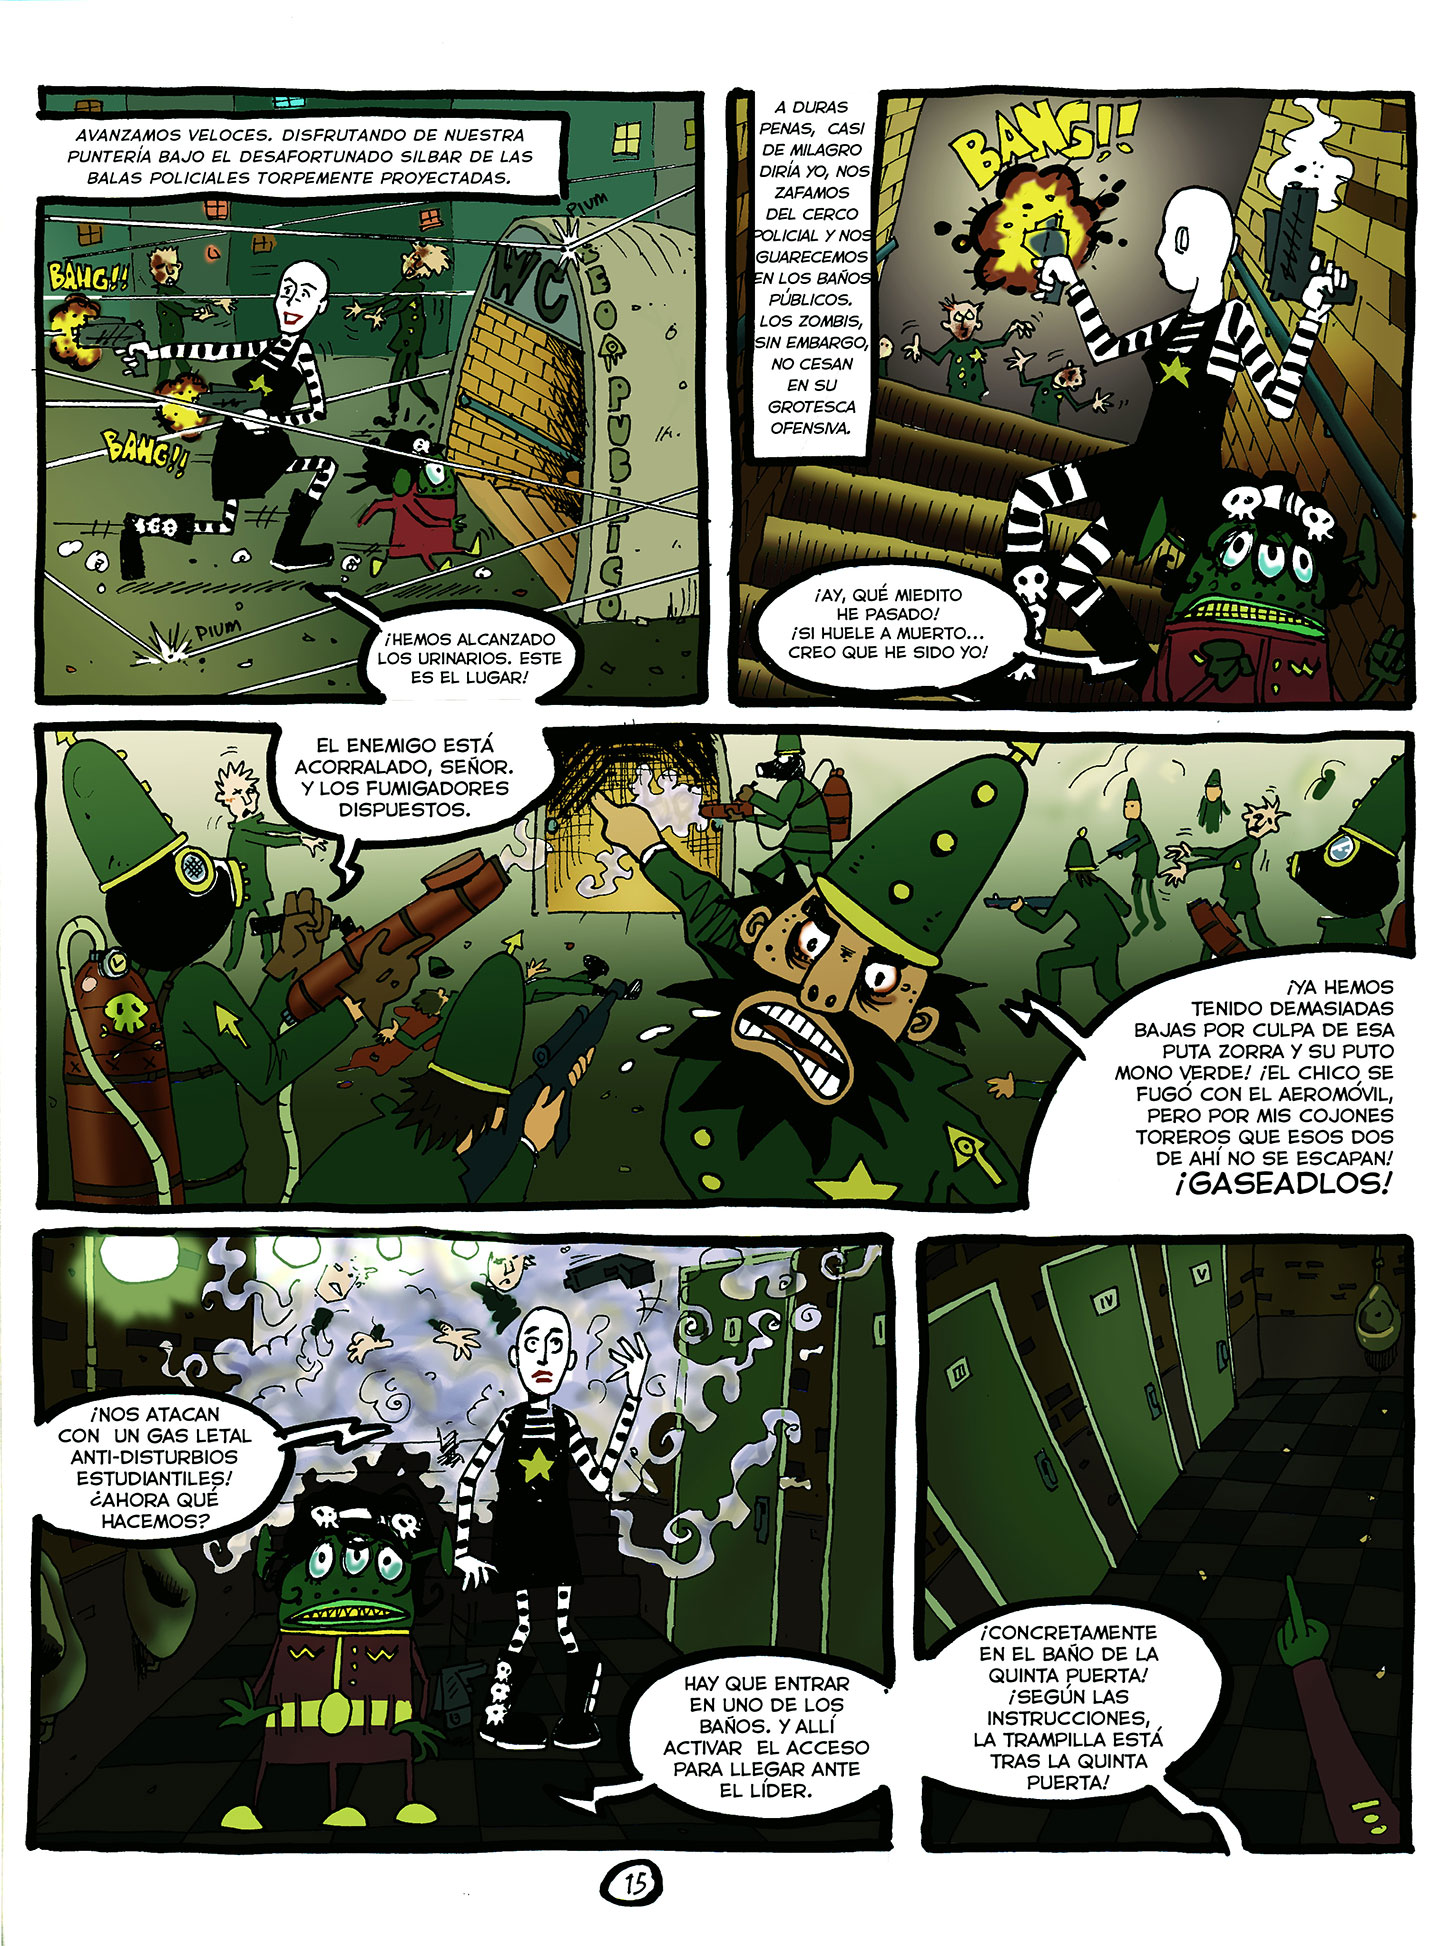 AVANZAMOS VELOCES. DISFRUTANDO DE NUESTRA
PUNTERÍA BAJO EL DESAFORTUNADO SILBAR DE LAS
BALAS POLICIALES TORPEMENTE PROYECTADAS.
PIUM
WC
SEO PUBLICO
BANG!!
BANG!!
PIUM
¡HEMOS ALCANZADO
LOS URINARIOS. ESTE
ES EL LUGAR!
A DURAS
PENAS, CASI
DE MILAGRO
DIRÍA YO, NOS
ZAFAMOS
DEL CERCO
POLICIAL Y NOS
GUARECEMOS
EN LOS BAÑOS
PÚBLICOS.
LOS ZOMBIS,
SIN EMBARGO,
NO CESAN
EN SU
GROTESCA
OFENSIVA.
BANG!!
¡AY, QUÉ MIEDITO
HE PASADO!
¡SI HUELE A MUERTO...
CREO QUE HE SIDO YO!
EL ENEMIGO ESTÁ
ACORRALADO, SEÑOR.
Y LOS FUMIGADORES
DISPUESTOS.
¡YA HEMOS
TENIDO DEMASIADAS
BAJAS POR CULPA DE ESA
PUTA ZORRA Y SU PUTO
MONO VERDE! ¡EL CHICO SE
FUGÓ CON EL AEROMÓVIL,
PERO POR MIS COJONES
TOREROS QUE ESOS DOS
DE AHÍ NO SE ESCAPAN!
¡GASEADLOS!
¡NOS ATACAN
CON UN GAS LETAL
ANTI-DISTURBIOS
ESTUDIANTILES!
¿AHORA QUÉ
HACEMOS?
I
HAY QUE ENTRAR
EN UNO DE LOS
BAÑOS. Y ALLÍ
ACTIVAR EL ACCESO
PARA LLEGAR ANTE
EL LÍDER.
II
IV
V
¡CONCRETAMENTE
EN EL BAÑO DE LA
QUINTA PUERTA!
¡SEGÚN LAS
INSTRUCCIONES,
LA TRAMPILLA ESTÁ
TRAS LA QUINTA
PUERTA!
15